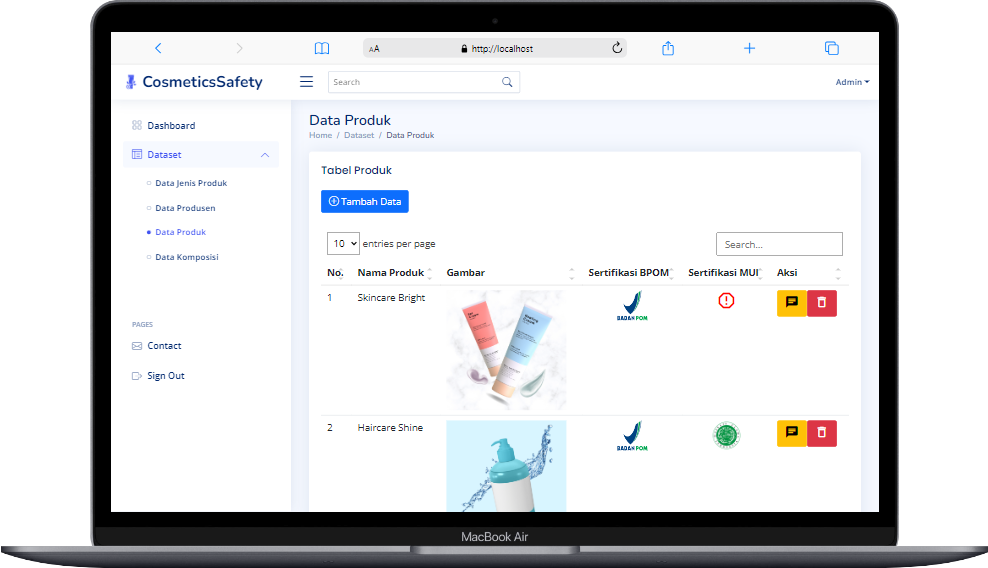 AA
http://localhost
CosmeticsSafety
Search
Admin
Dashboard
Dataset
Data Jenis Produk
Data Produsen
Data Produk
Data Komposisi
PAGES
Contact
Sign Out
Data Produk
Home / Dataset / Data Produk
Tabel Produk
Tambah Data
10 entries per page
Search...
No. Nama Produk Gambar Sertifikasi BPOM Sertifikasi MUI Aksi
1 Skincare Bright
BADAN POM
2 Haircare Shine
BADAN POM
MacBook Air